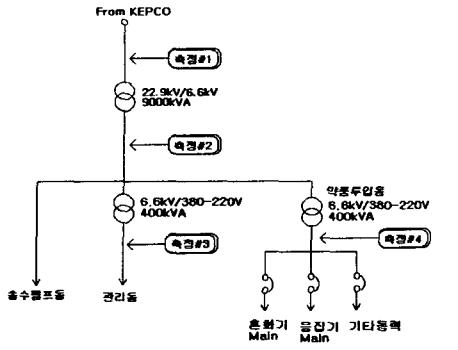 From KEPCO
측정#1
22.9kV/6.6kV
9000kVA
측정#2
6.6kV/380-220V
400kVA
약품투입동
6.6kV/380-220V
400kVA
측정#3
측정#4
송수펌프동
관리동
혼화기
Main
응집기
Main
기타동력